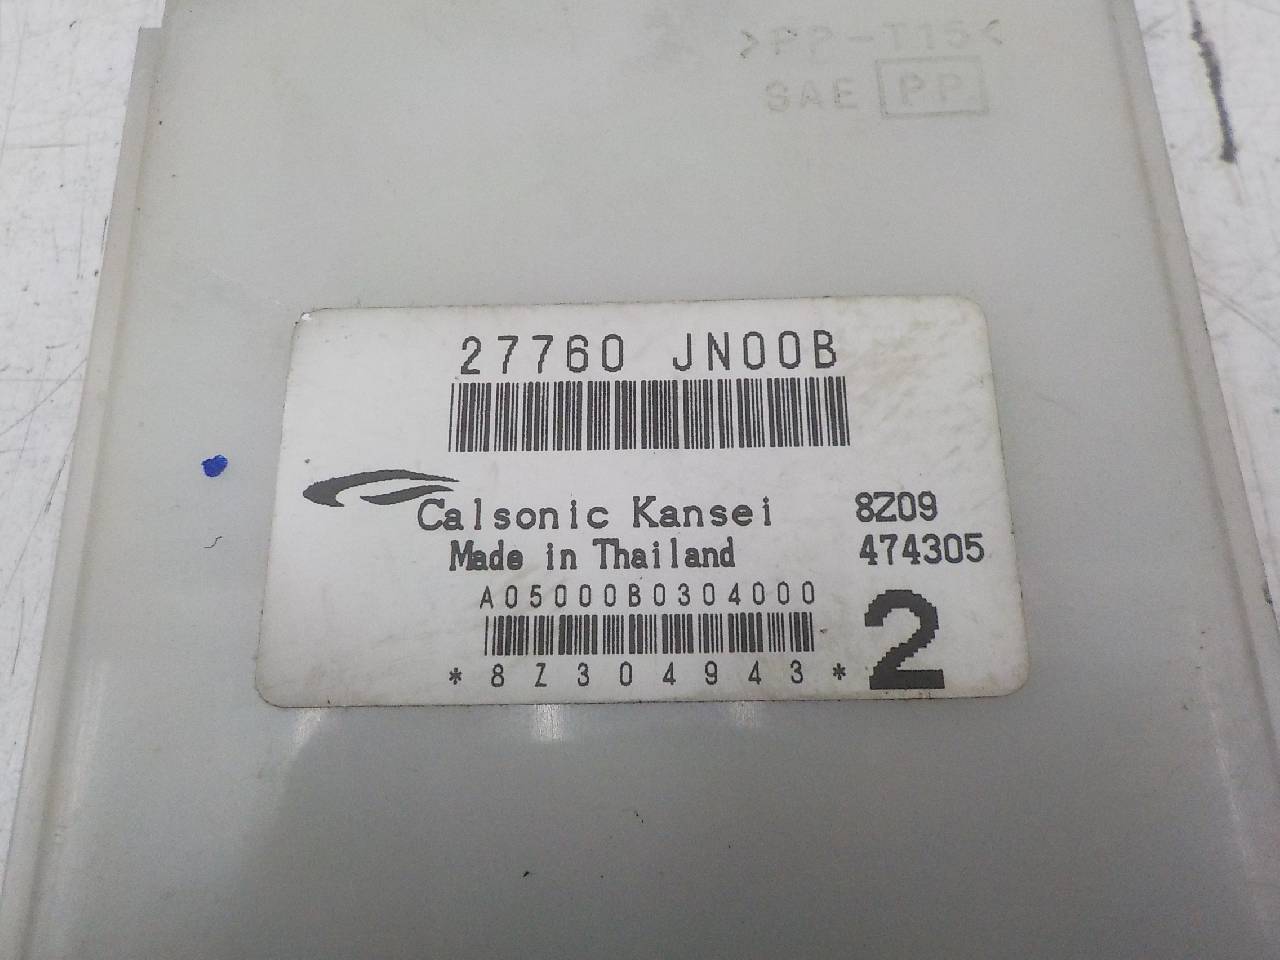 >PP-T15<
SAE PP
27760 JN00B
Calsonic Kansei 8Z09
Made in Thailand 474305
A05000B0304000
*8Z304943*
2